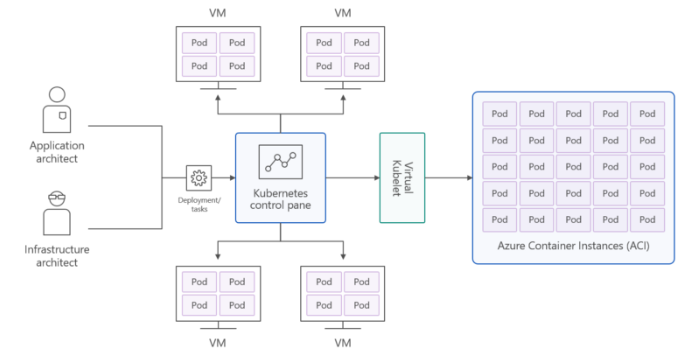 VM
VM
Pod Pod
Pod Pod
Pod Pod
Pod Pod
Application
architect
Infrastructure
architect
Deployment/
tasks
Kubernetes
control pane
Virtual
Kubelet
Pod Pod Pod Pod Pod
Pod Pod Pod Pod Pod
Pod Pod Pod Pod Pod
Pod Pod Pod Pod Pod
Pod Pod Pod Pod Pod
Azure Container Instances (ACI)
Pod Pod
Pod Pod
Pod Pod
Pod Pod
VM
VM